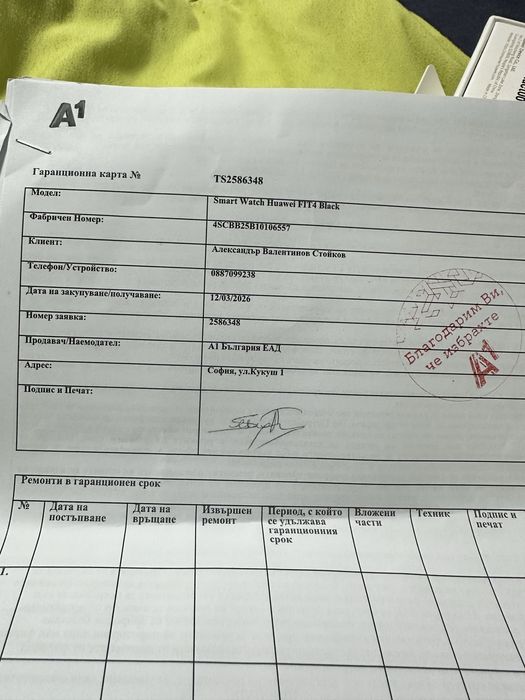 A1
Гаранционна карта № TS2586348
Модел: Smart Watch Huawei FIT4 Black
Фабричен Номер: 4SCBB25B10106557
Клиент: Александър Валентинов Стойков
Телефон/Устройство: 0887099238
Дата на закупуване/получаване: 12/03/2026
Номер заявка: 2586348
Продавач/Наемодател: А1 България ЕАД
Адрес: София, ул.Кукуш 1
Подпис и Печат:
Благодарим Ви,
че избрахте
A1
Ремонти в гаранционен срок
№ Дата на постъпване Дата на връщане Извършен ремонт Период, с който се удължава гаранционния срок Вложени части Техник Подпис и печат
1.